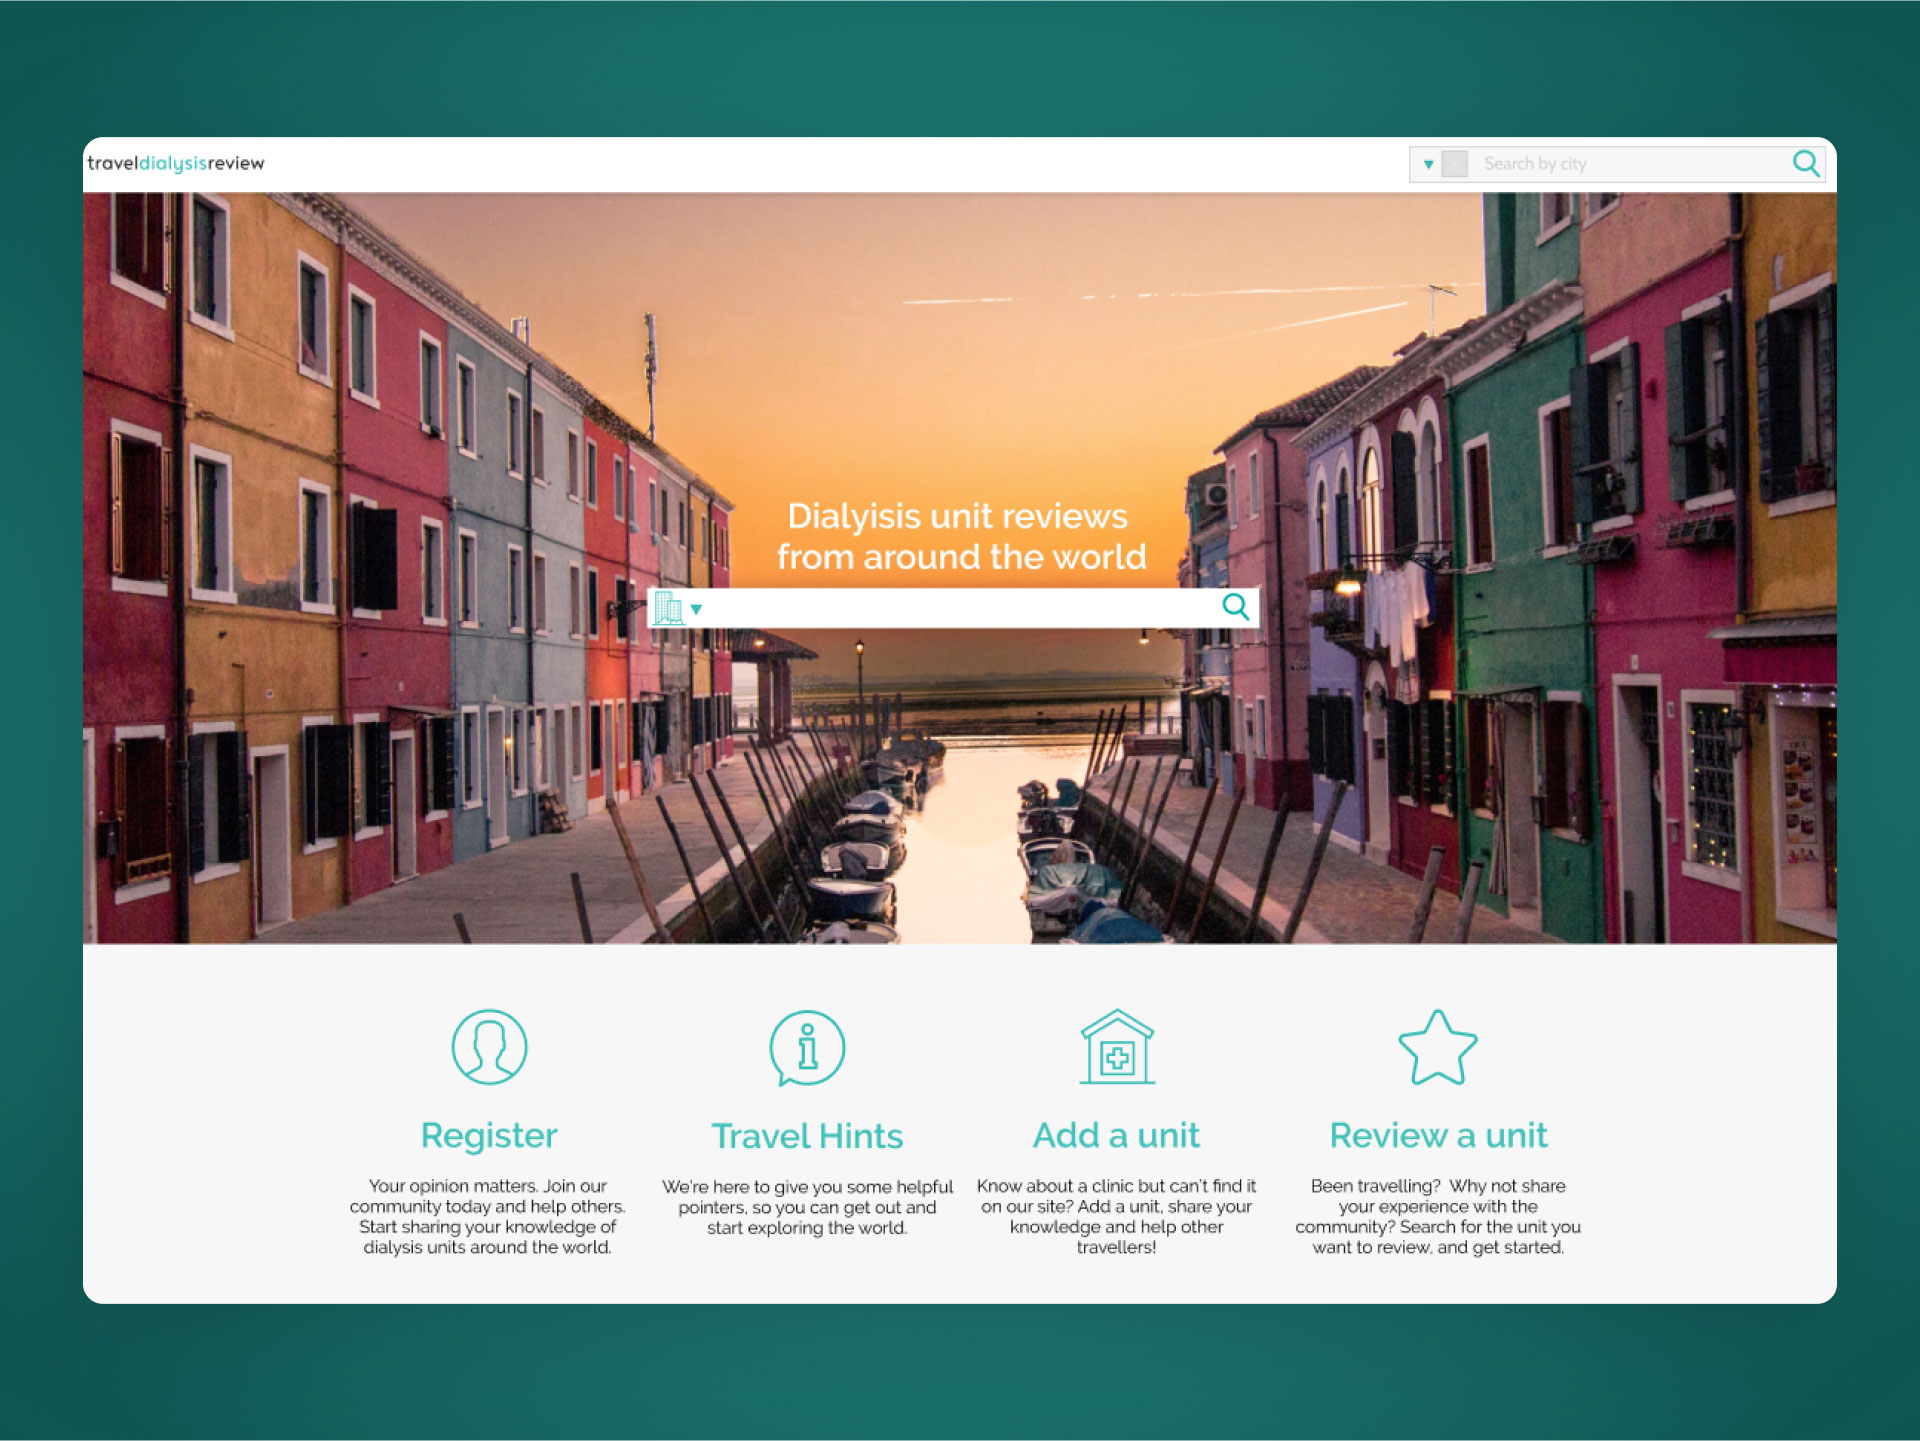 traveldialysisreview
Search by city
Dialyisis unit reviews
from around the world
Register
Your opinion matters. Join our
community today and help others.
Start sharing your knowledge of
dialysis units around the world.
Travel Hints
We're here to give you some helpful
pointers, so you can get out and
start exploring the world.
Add a unit
Know about a clinic but can't find it
on our site? Add a unit, share your
knowledge and help other
travellers!
Review a unit
Been travelling?  Why not share
your experience with the
community? Search for the unit you
want to review, and get started.